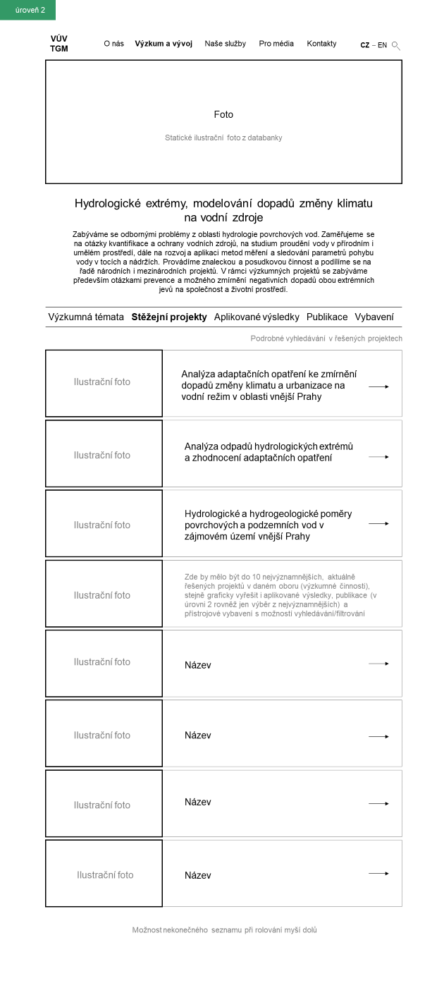 úroveň 2
VÚV
TGM
O nás Výzkum a vývoj Naše služby Pro média Kontakty CZ – EN
Foto
Statické ilustrační foto z databanky
Hydrologické extrémy, modelování dopadů změny klimatu
na vodní zdroje
Zabýváme se odbornými problémy z oblasti hydrologie povrchových vod. Zaměřujeme se
na otázky kvantifikace a ochrany vodních zdrojů, na studium proudění vody v přírodním i
umělém prostředí, dále na rozvoj a aplikaci metod měření a sledování parametrů pohybu
vody v tocích a nádržích. Provádíme znaleckou a posudkovou činnost a podílíme se na
řadě národních i mezinárodních projektů. V rámci výzkumných projektů se zabýváme
především otázkami prevence a možného zmírnění negativních dopadů obou extrémních
jevů na společnost a životní prostředí.
Výzkumná témata Stěžejní projekty Aplikované výsledky Publikace Vybavení
Podrobné vyhledávání v řešených projektech
Ilustrační foto
Analýza adaptačních opatření ke zmírnění
dopadů změny klimatu a urbanizace na
vodní režim v oblasti vnější Prahy
Ilustrační foto
Analýza odpadů hydrologických extrémů
a zhodnocení adaptačních opatření
Ilustrační foto
Hydrologické a hydrogeologické poměry
povrchových a podzemních vod v
zájmovém území vnější Prahy
Ilustrační foto
Zde by mělo být do 10 nejvýznamnějších, aktuálně
řešených projektů v daném oboru (výzkumné činnosti),
stejně graficky vyřešit i aplikované výsledky, publikace (v
úrovni 2 rovněž jen výběr z nejvýznamnějších) a
přístrojové vybavení s možností vyhledávání/filtrování
Ilustrační foto
Název
Ilustrační foto
Název
Ilustrační foto
Název
Ilustrační foto
Název
Možnost nekonečného seznamu při rolování myší dolů